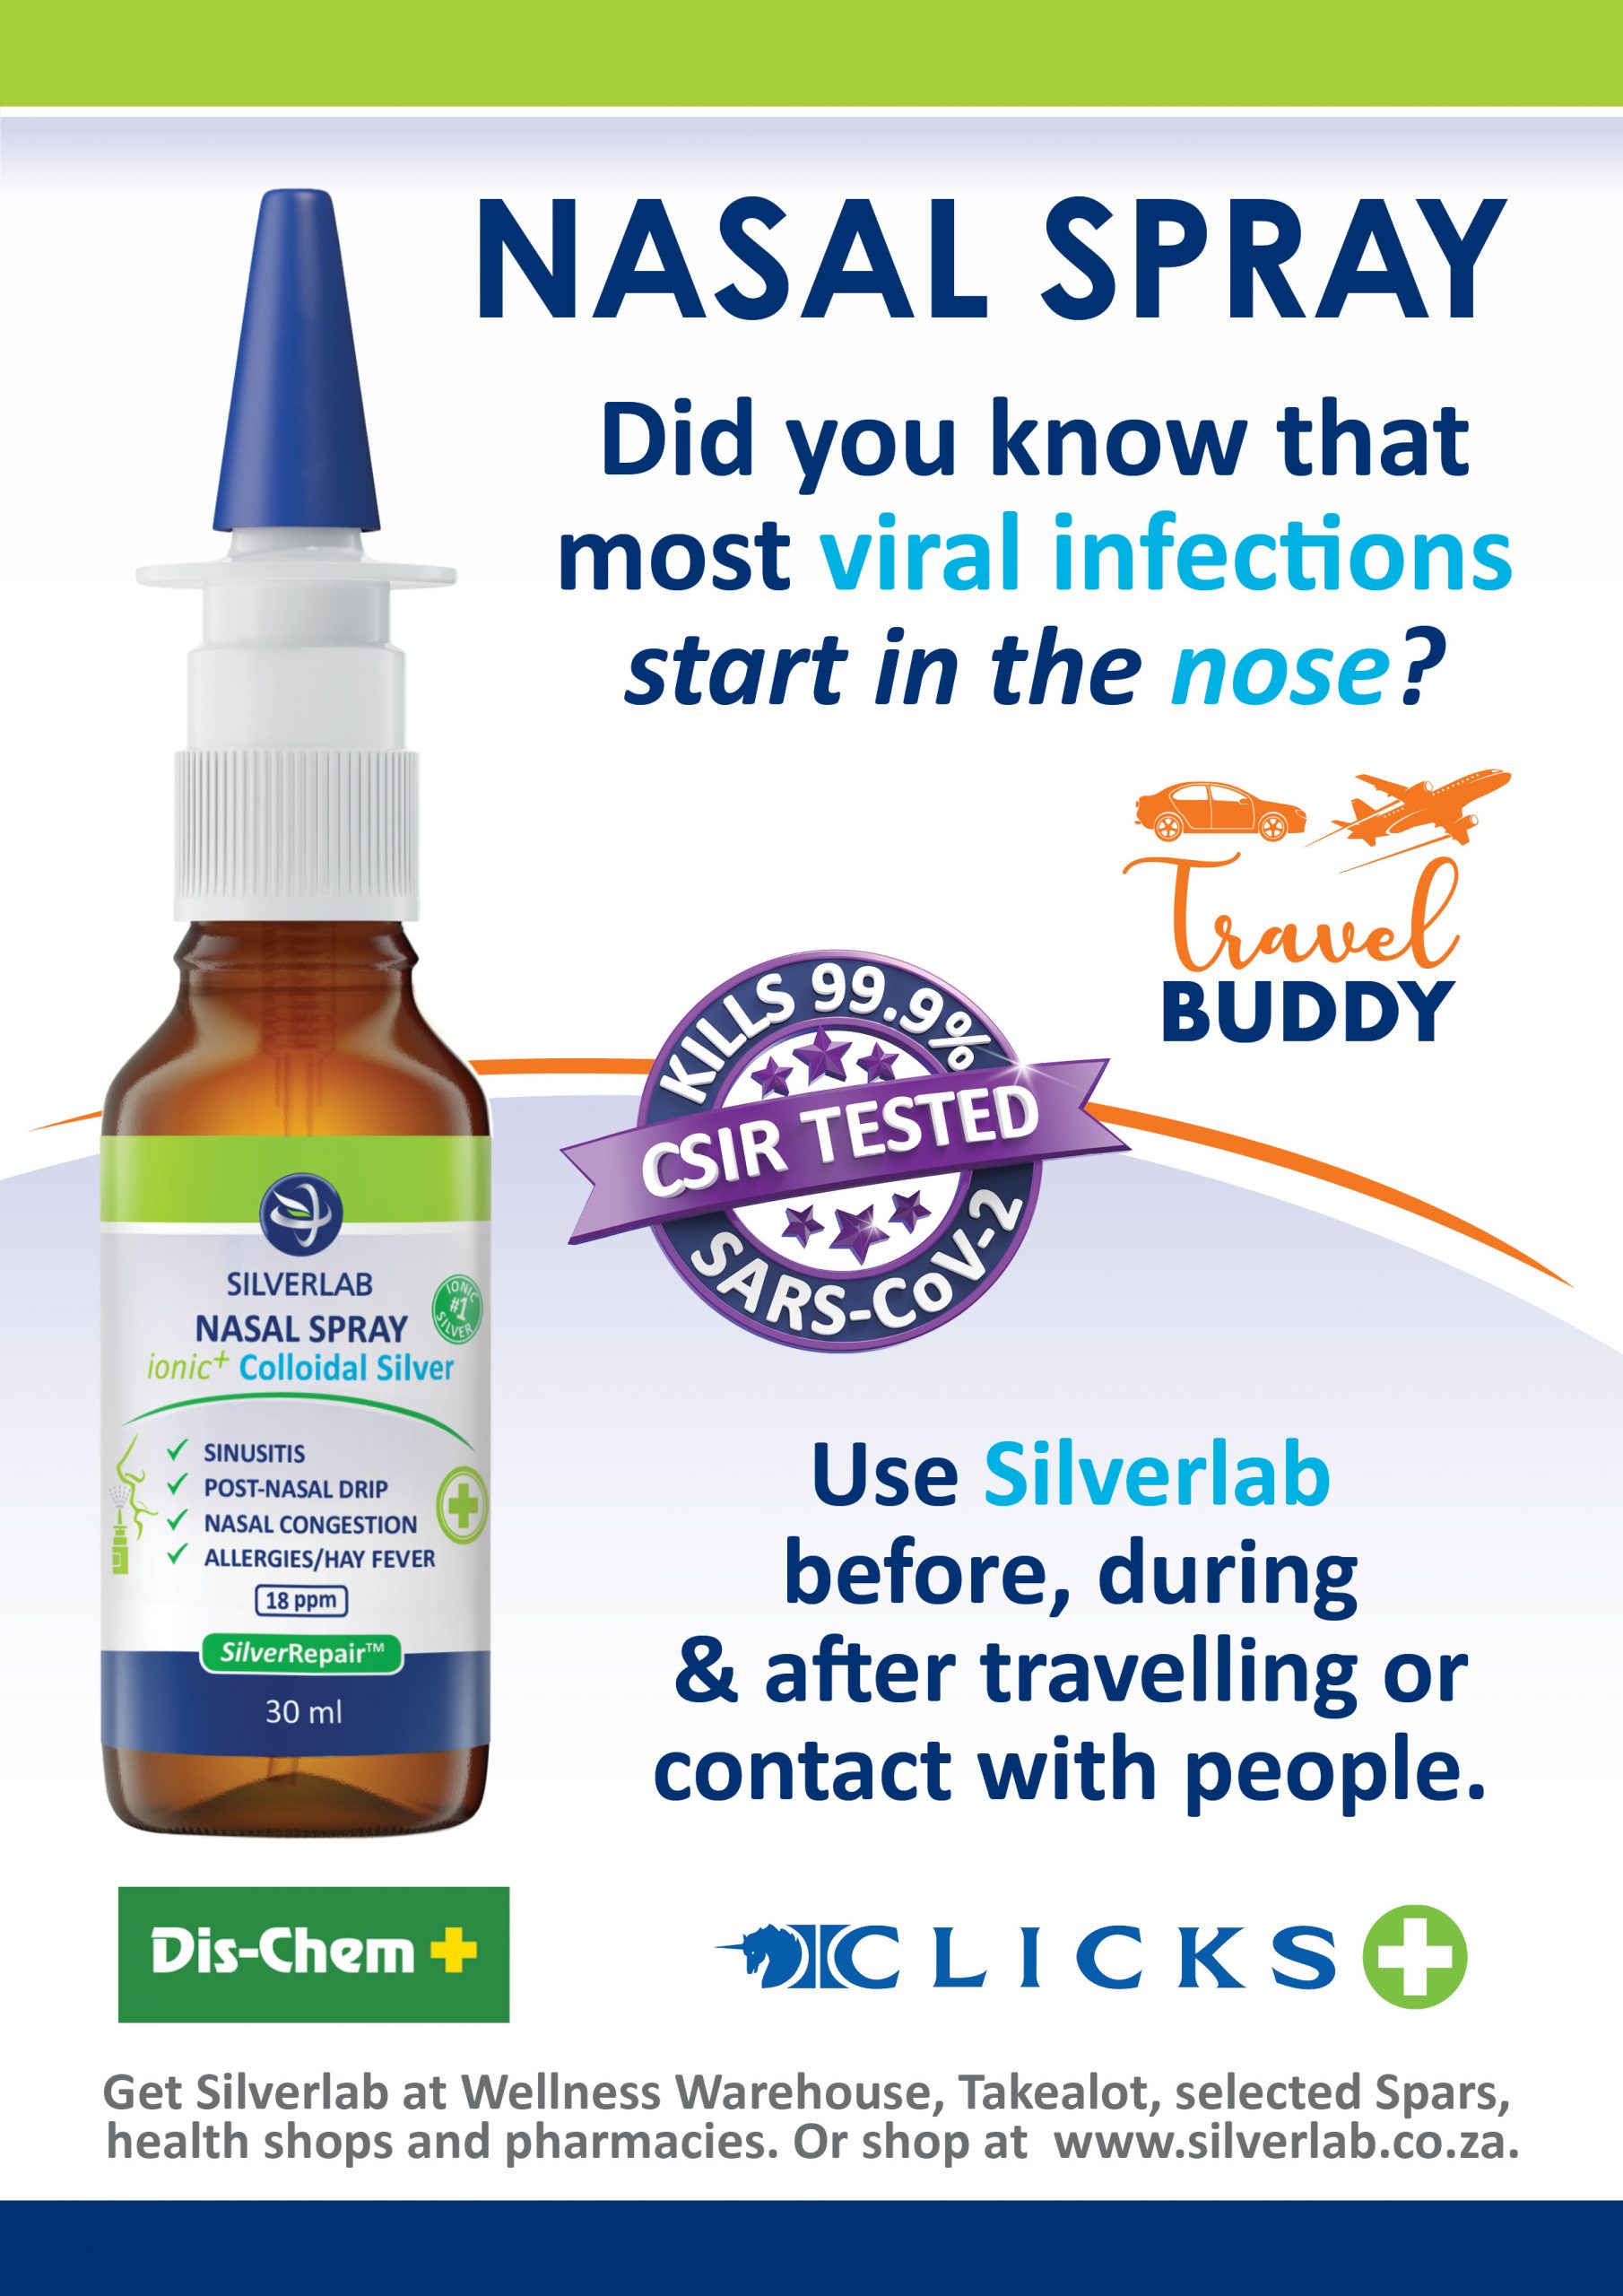 NASAL SPRAY
Did you know that
most viral infections
start in the nose?
Travel
BUDDY
KILLS 99.9%
CSIR TESTED
SARS-CoV-2
SILVERLAB
NASAL SPRAY
ionic+ Colloidal Silver
IONIC
#1
SILVER
✓ SINUSITIS
✓ POST-NASAL DRIP
✓ NASAL CONGESTION
✓ ALLERGIES/HAY FEVER
18 ppm
SilverRepair™
30 ml
Use Silverlab
before, during
& after travelling or
contact with people.
Dis-Chem
CLICKS
Get Silverlab at Wellness Warehouse, Takealot, selected Spars,
health shops and pharmacies. Or shop at www.silverlab.co.za.